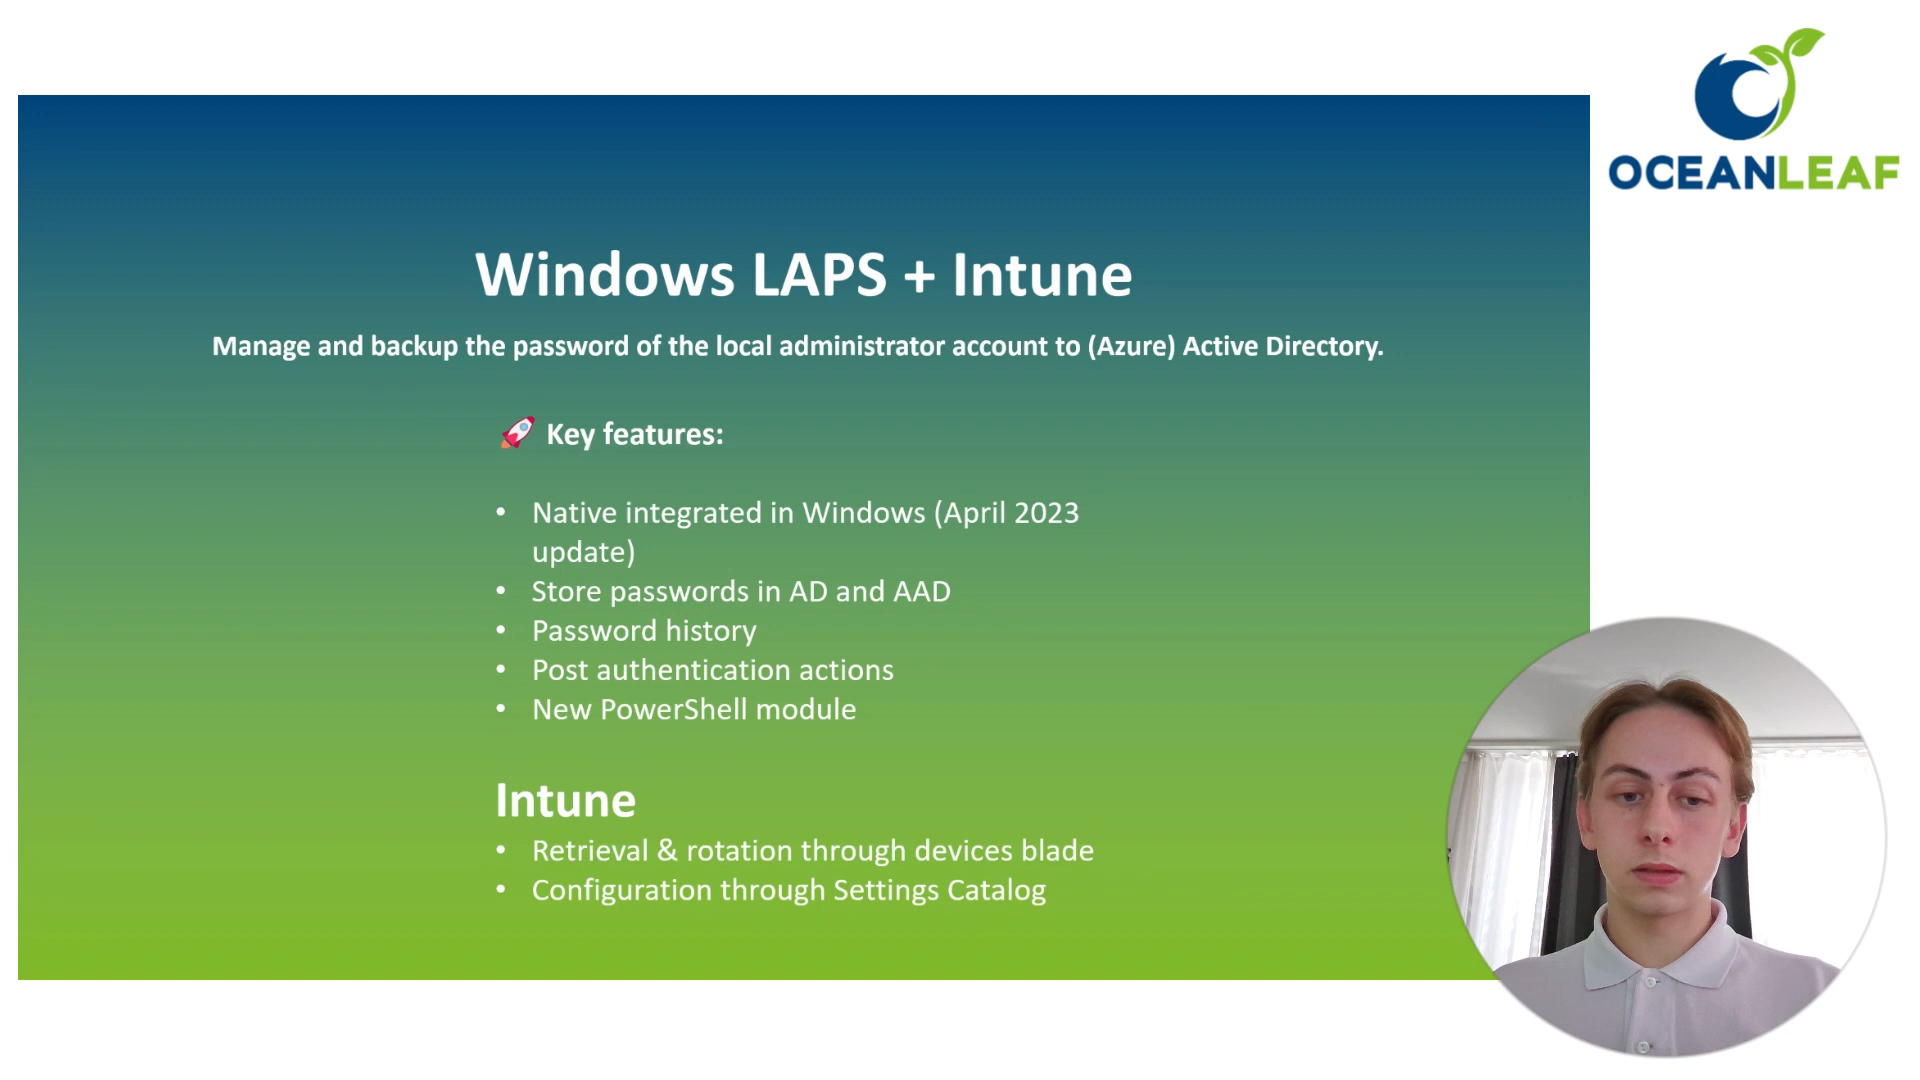 OCEANLEAF
Windows LAPS + Intune
Manage and backup the password of the local administrator account to (Azure) Active Directory.
🚀 Key features:
• Native integrated in Windows (April 2023
update)
• Store passwords in AD and AAD
• Password history
• Post authentication actions
• New PowerShell module
Intune
• Retrieval & rotation through devices blade
• Configuration through Settings Catalog